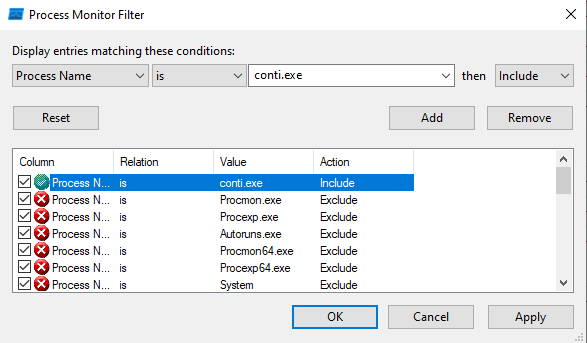 Process Monitor Filter
Display entries matching these conditions:
Process Name is conti.exe then Include
Reset Add Remove
Column Relation Value Action
Process N... is conti.exe Include
Process N... is Procmon.exe Exclude
Process N... is Procexp.exe Exclude
Process N... is Autoruns.exe Exclude
Process N... is Procmon64.exe Exclude
Process N... is Procexp64.exe Exclude
Process N... is System Exclude
OK Cancel Apply